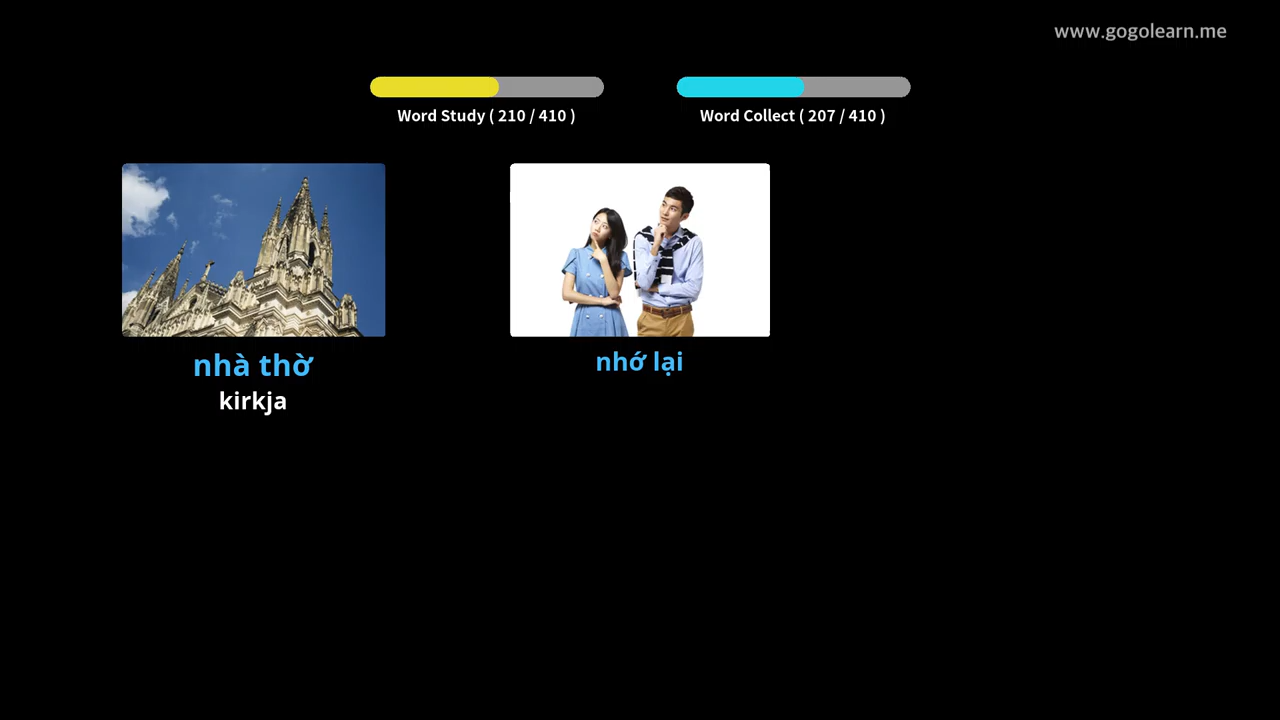 www.gogolearn.me
Word Study ( 210 / 410 )
Word Collect ( 207 / 410 )
nhà thờ
kirkja
nhớ lại